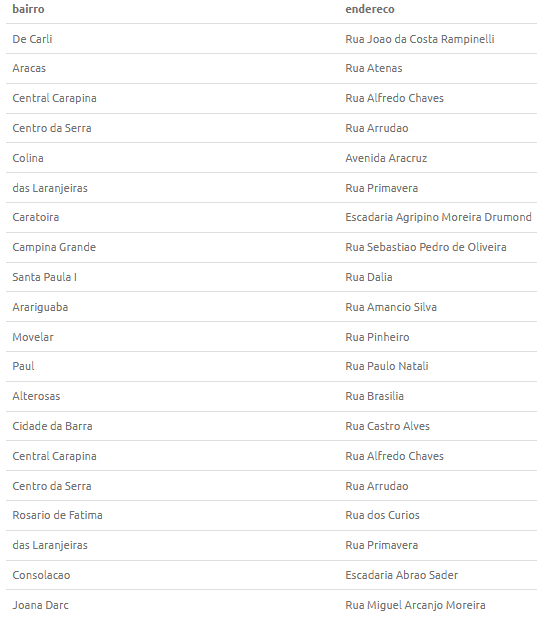 bairro endereco
De Carli Rua Joao da Costa Rampinelli
Aracas Rua Atenas
Central Carapina Rua Alfredo Chaves
Centro da Serra Rua Arrudao
Colina Avenida Aracruz
das Laranjeiras Rua Primavera
Caratoira Escadaria Agripino Moreira Drumond
Campina Grande Rua Sebastiao Pedro de Oliveira
Santa Paula I Rua Dalia
Arariguaba Rua Amancio Silva
Movelar Rua Pinheiro
Paul Rua Paulo Natali
Alterosas Rua Brasilia
Cidade da Barra Rua Castro Alves
Central Carapina Rua Alfredo Chaves
Centro da Serra Rua Arrudao
Rosario de Fatima Rua dos Curios
das Laranjeiras Rua Primavera
Consolacao Escadaria Abrao Sader
Joana Darc Rua Miguel Arcanjo Moreira